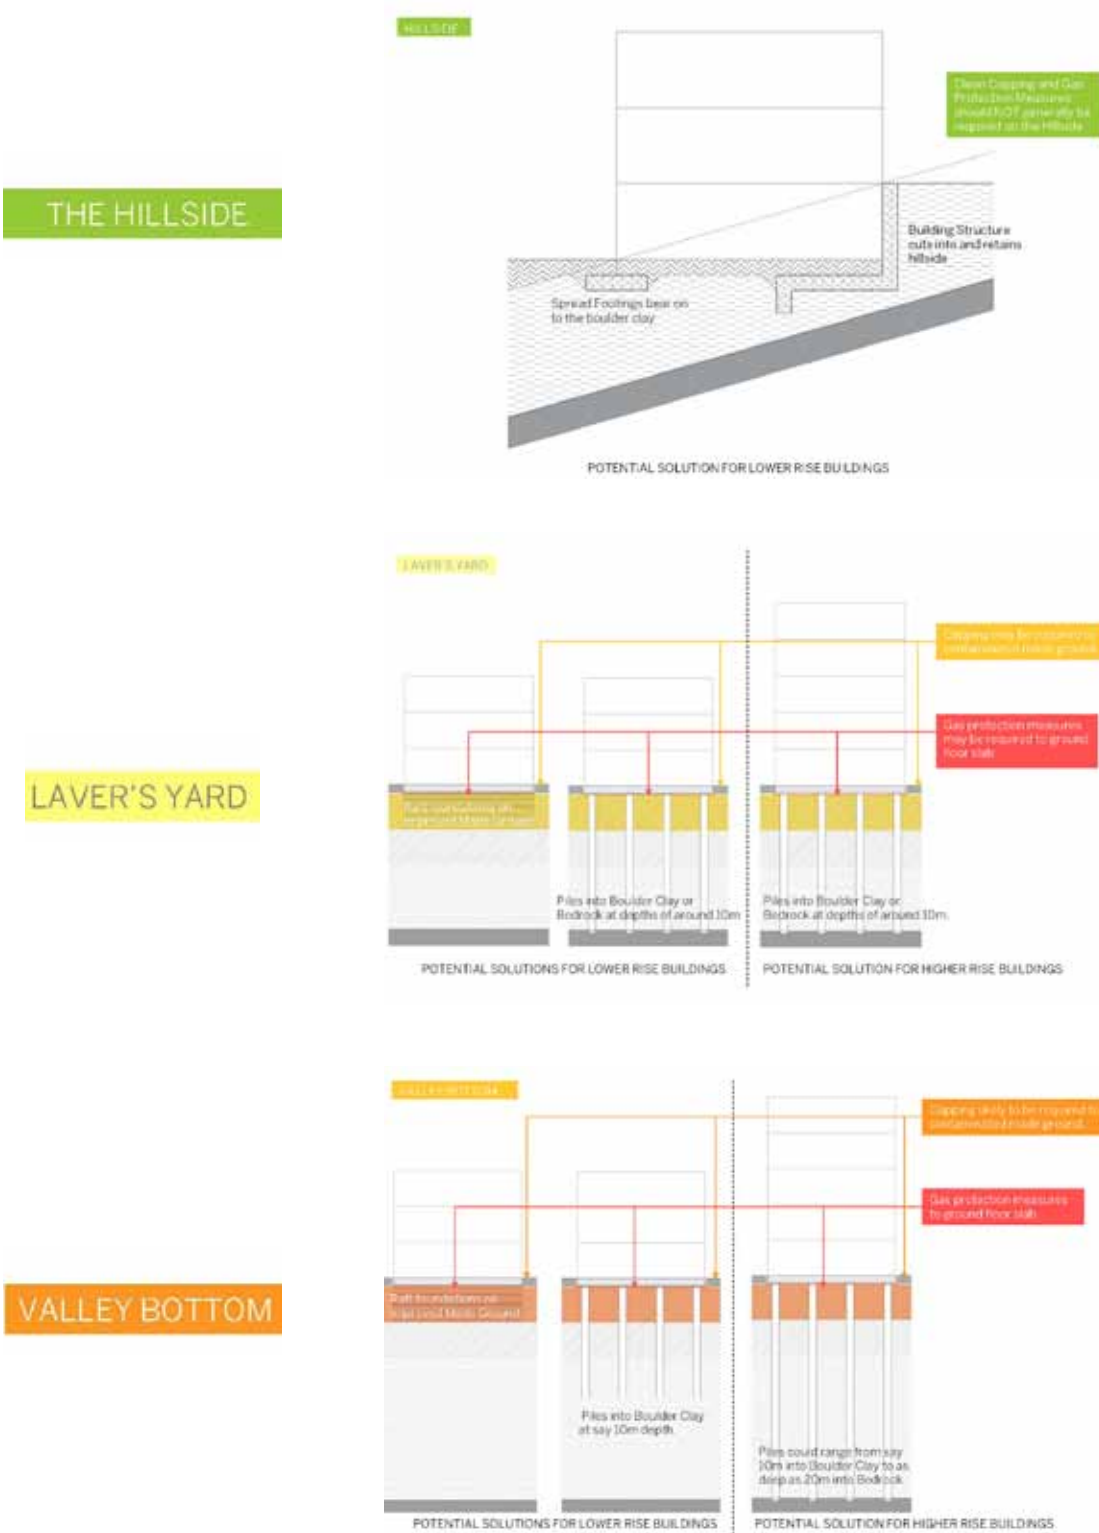 HILLSIDE
Clean Capping and Gas
Protection Measures
should NOT generally be
required on the Hillside
THE HILLSIDE
Building Structure
cuts into and retains
hillside
Spread Footings bear on
to the boulder clay
POTENTIAL SOLUTION FOR LOWER RISE BUILDINGS
LAVER'S YARD
Capping may be required to
contaminated made ground
Gas protection measures
may be required to ground
floor slab
LAVER'S YARD
Raft foundations on
improved Made Ground
Piles into Boulder Clay or
Bedrock at depths of around 10m
Piles into Boulder Clay or
Bedrock at depths of around 10m.
POTENTIAL SOLUTIONS FOR LOWER RISE BUILDINGS
POTENTIAL SOLUTION FOR HIGHER RISE BUILDINGS
VALLEY BOTTOM
Capping likely to be required to
contaminated made ground
Gas protection measures
to ground floor slab
VALLEY BOTTOM
Raft foundations on
improved Made Ground
Piles into Boulder Clay
at say 10m depth
Piles could range from say
10m into Boulder Clay to as
deep as 20m into Bedrock
POTENTIAL SOLUTIONS FOR LOWER RISE BUILDINGS
POTENTIAL SOLUTION FOR HIGHER RISE BUILDINGS